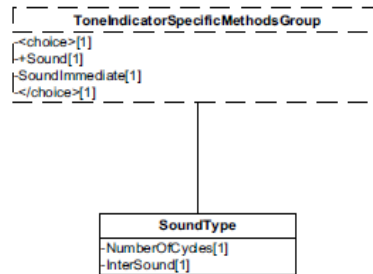 ToneIndicatorSpecificMethodsGroup
-<choice>[1]
-+Sound[1]
-SoundImmediate[1]
-</choice>[1]
SoundType
-NumberOfCycles[1]
-InterSound[1]